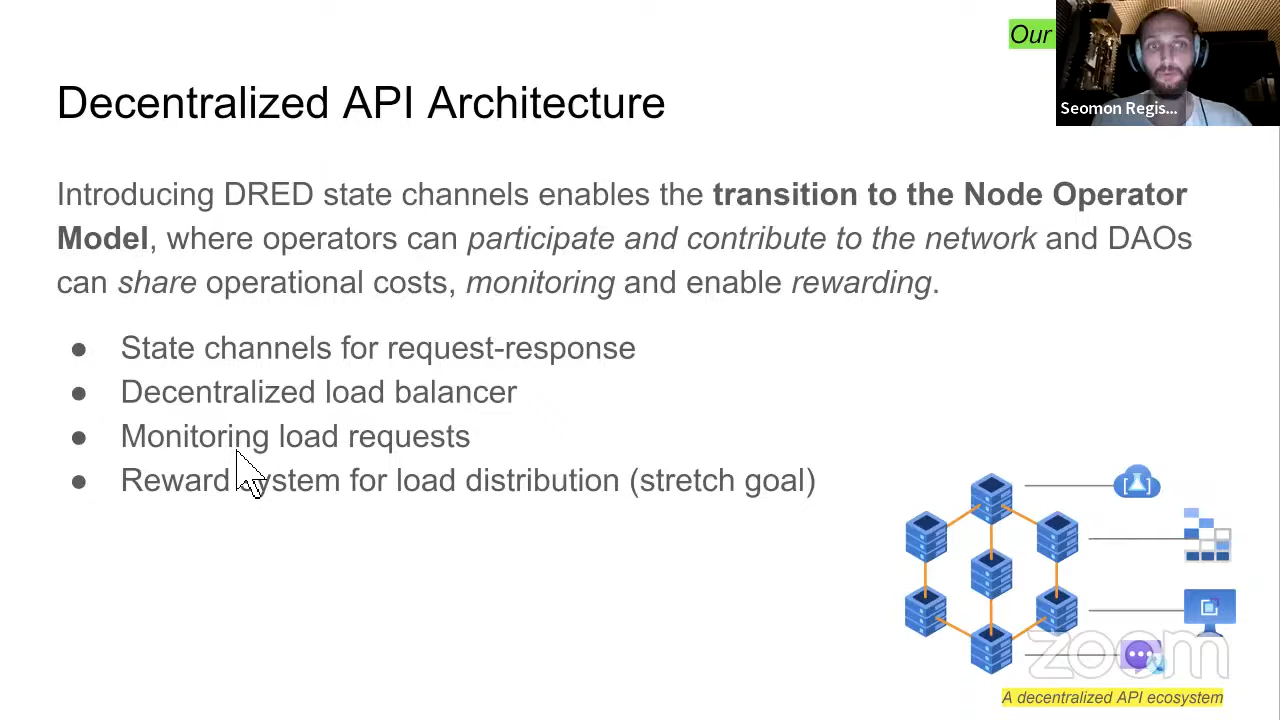 Our
Seomon Regis...
Decentralized API Architecture
Introducing DRED state channels enables the transition to the Node Operator
Model, where operators can participate and contribute to the network and DAOs
can share operational costs, monitoring and enable rewarding.
● State channels for request-response
● Decentralized load balancer
● Monitoring load requests
● Reward system for load distribution (stretch goal)
zoom
A decentralized API ecosystem